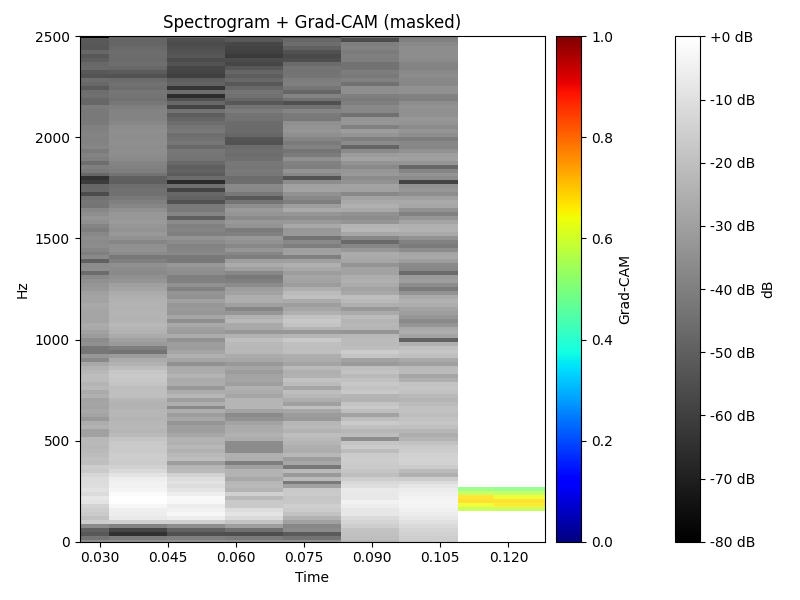 Spectrogram + Grad-CAM (masked)
2500
2000
1500
1000
500
0
Hz
0.030
0.045
0.060
0.075
0.090
0.105
0.120
Time
1.0
0.8
0.6
0.4
0.2
0.0
Grad-CAM
+0 dB
-10 dB
-20 dB
-30 dB
-40 dB
-50 dB
-60 dB
-70 dB
-80 dB
dB